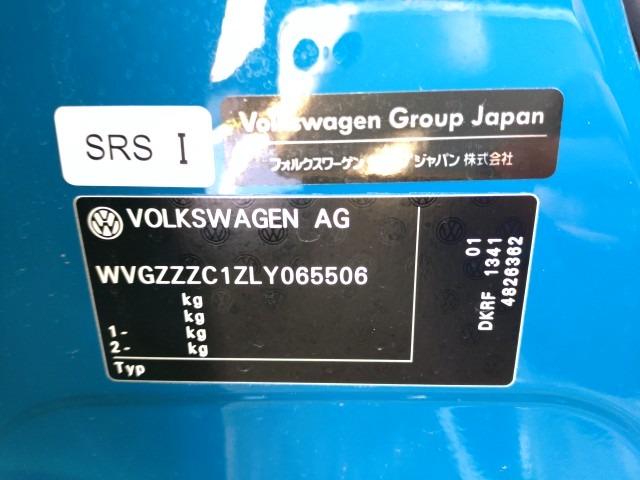 SRS I
Volkswagen Group Japan
フォルクスワーゲン ジャパン 株式会社
VOLKSWAGEN AG
WVGZZZC1ZLY065506
kg
kg
1- kg
2- kg
Typ
01
DKRF 1341
4826362